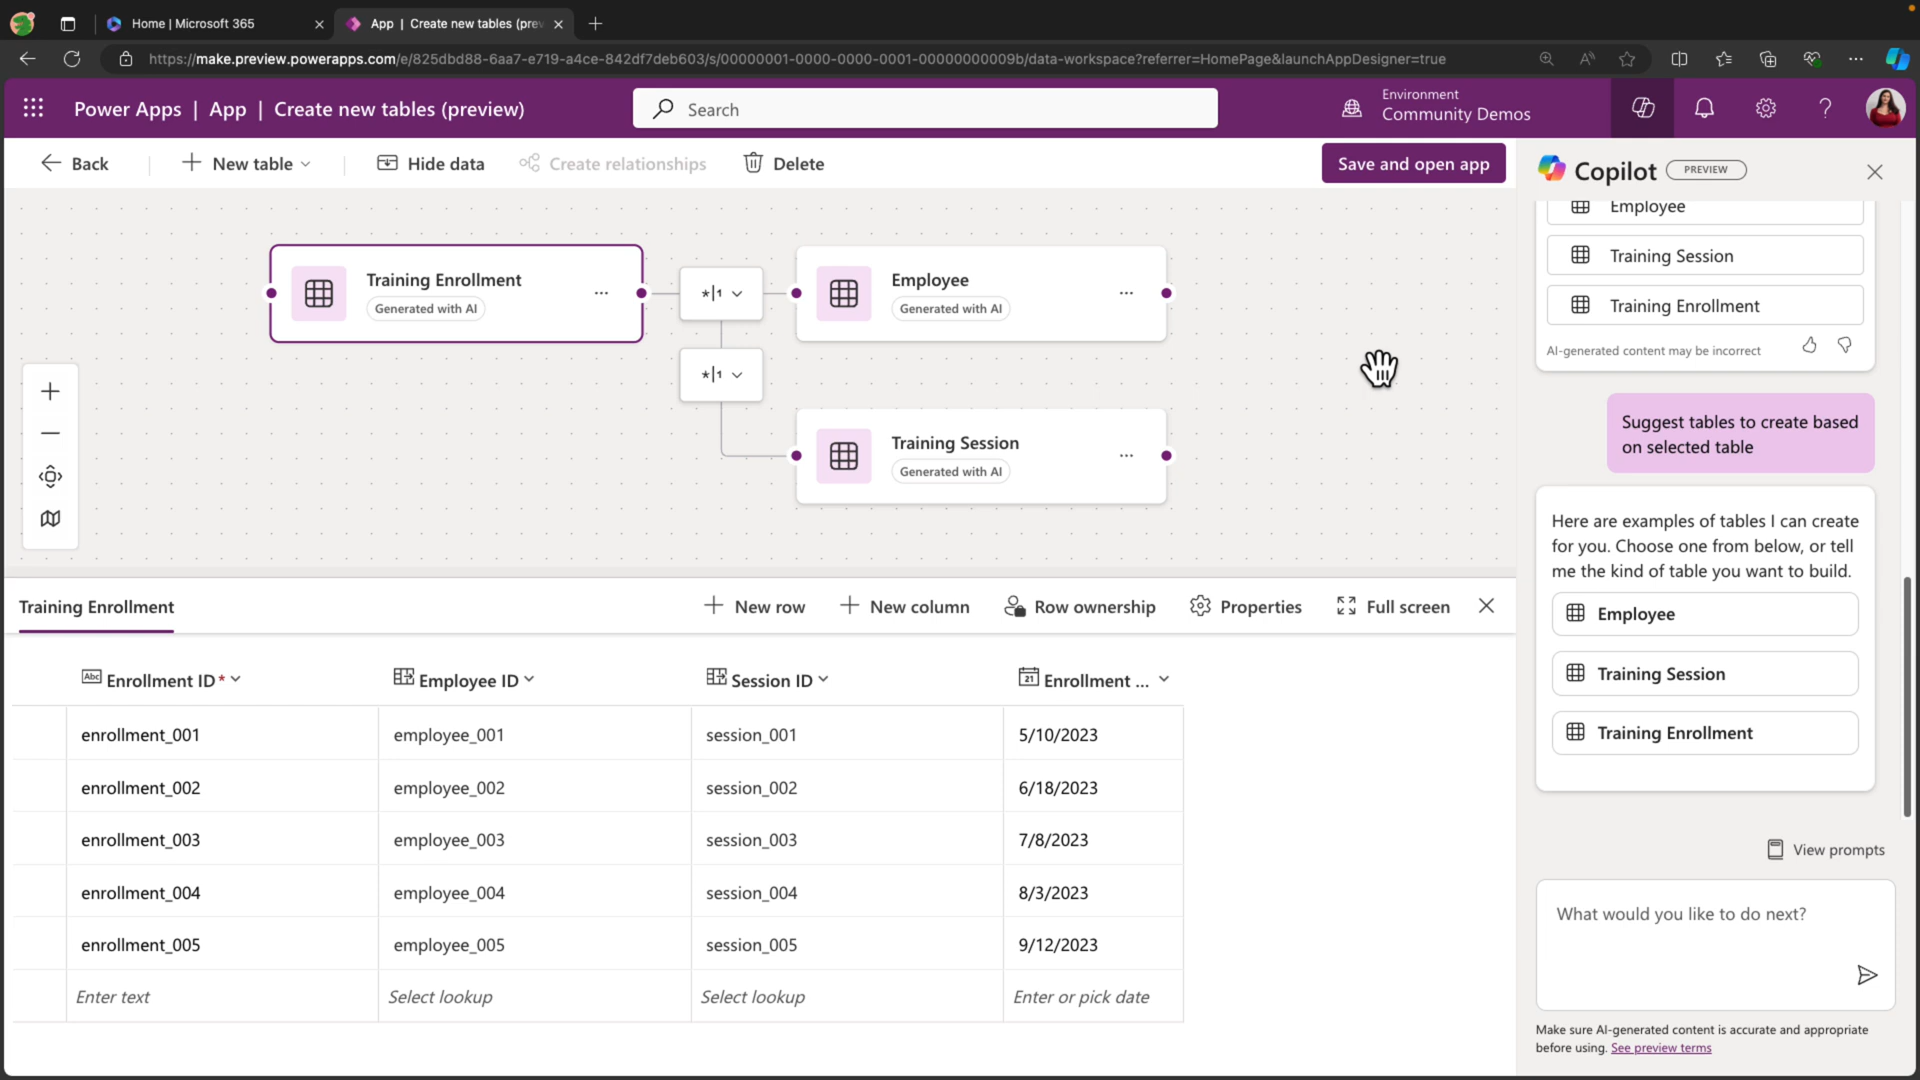 Home | Microsoft 365
App | Create new tables (prev
https://make.preview.powerapps.com/e/825dbd88-6aa7-e719-a4ce-842df7deb603/s/00000001-0000-0000-0001-00000000009b/data-workspace?referrer=HomePage&launchAppDesigner=true
Power Apps | App | Create new tables (preview)
Search
Environment
Community Demos
Back
New table
Hide data
Create relationships
Delete
Save and open app
Training Enrollment
Generated with AI
*|1
Employee
Generated with AI
*|1
Training Session
Generated with AI
Training Enrollment
New row
New column
Row ownership
Properties
Full screen
Abc Enrollment ID*
Employee ID
Session ID
21 Enrollment ...
enrollment_001 employee_001 session_001 5/10/2023
enrollment_002 employee_002 session_002 6/18/2023
enrollment_003 employee_003 session_003 7/8/2023
enrollment_004 employee_004 session_004 8/3/2023
enrollment_005 employee_005 session_005 9/12/2023
Enter text Select lookup Select lookup Enter or pick date
Copilot PREVIEW
Employee
Training Session
Training Enrollment
AI-generated content may be incorrect
Suggest tables to create based
on selected table
Here are examples of tables I can create
for you. Choose one from below, or tell
me the kind of table you want to build.
Employee
Training Session
Training Enrollment
View prompts
What would you like to do next?
Make sure AI-generated content is accurate and appropriate
before using. See preview terms